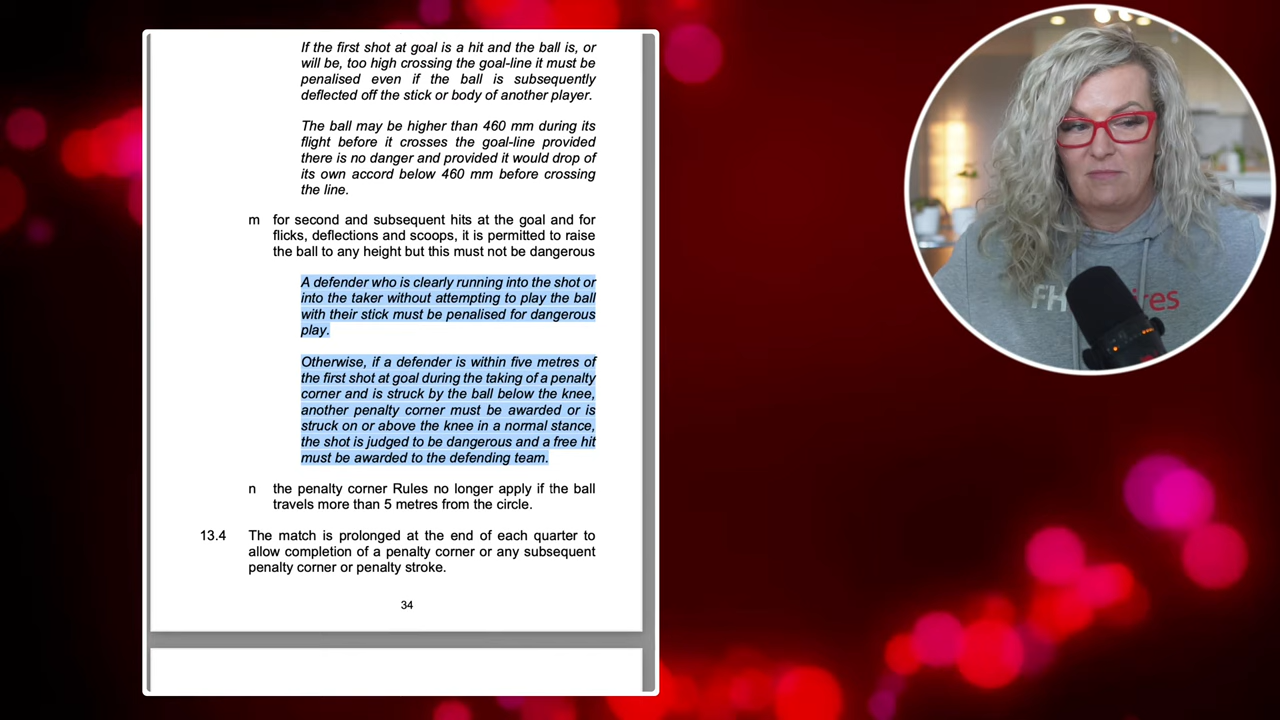 If the first shot at goal is a hit and the ball is, or
will be, too high crossing the goal-line it must be
penalised even if the ball is subsequently
deflected off the stick or body of another player.
The ball may be higher than 460 mm during its
flight before it crosses the goal-line provided
there is no danger and provided it would drop of
its own accord below 460 mm before crossing
the line.
m for second and subsequent hits at the goal and for
flicks, deflections and scoops, it is permitted to raise
the ball to any height but this must not be dangerous
A defender who is clearly running into the shot or
into the taker without attempting to play the ball
with their stick must be penalised for dangerous
play.
Otherwise, if a defender is within five metres of
the first shot at goal during the taking of a penalty
corner and is struck by the ball below the knee,
another penalty corner must be awarded or is
struck on or above the knee in a normal stance,
the shot is judged to be dangerous and a free hit
must be awarded to the defending team.
n the penalty corner Rules no longer apply if the ball
travels more than 5 metres from the circle.
13.4 The match is prolonged at the end of each quarter to
allow completion of a penalty corner or any subsequent
penalty corner or penalty stroke.
34